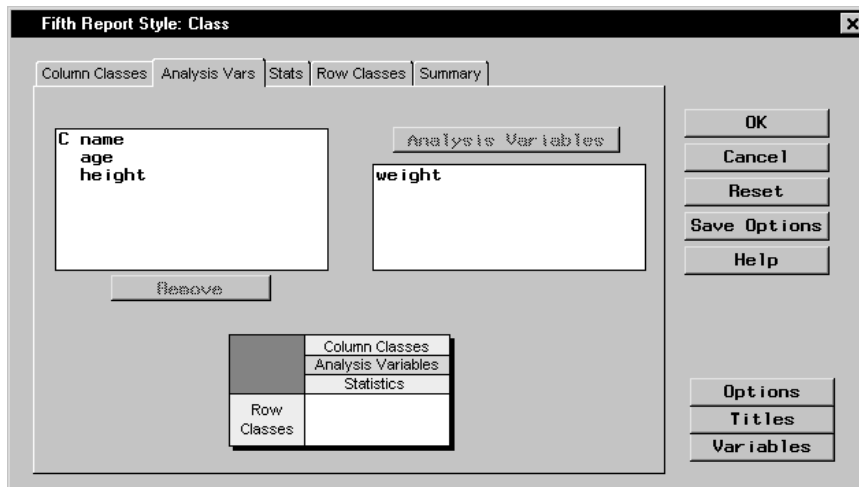 Fifth Report Style: Class
Column Classes
Analysis Vars
Stats
Row Classes
Summary
C name
age
height
Analysis Variables
weight
Remove
OK
Cancel
Reset
Save Options
Help
Column Classes
Analysis Variables
Statistics
Row
Classes
Options
Titles
Variables